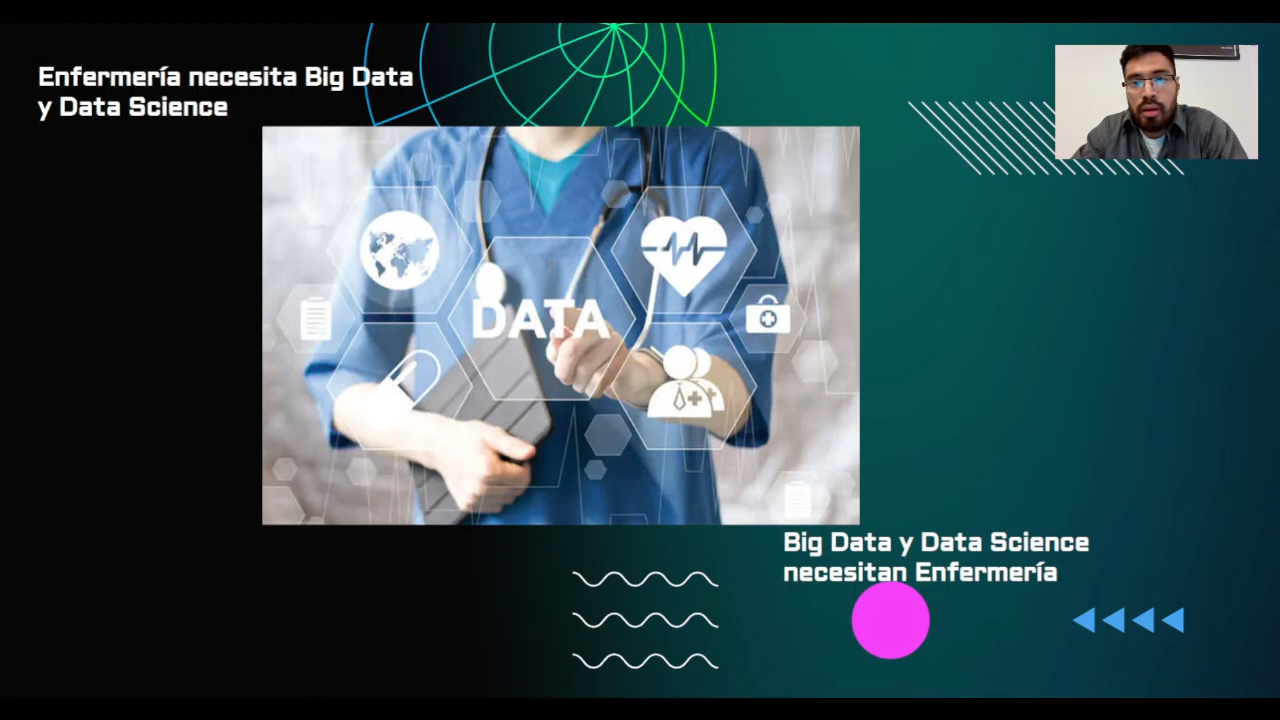 Enfermería necesita Big Data
y Data Science
DATA
Big Data y Data Science
necesitan Enfermería